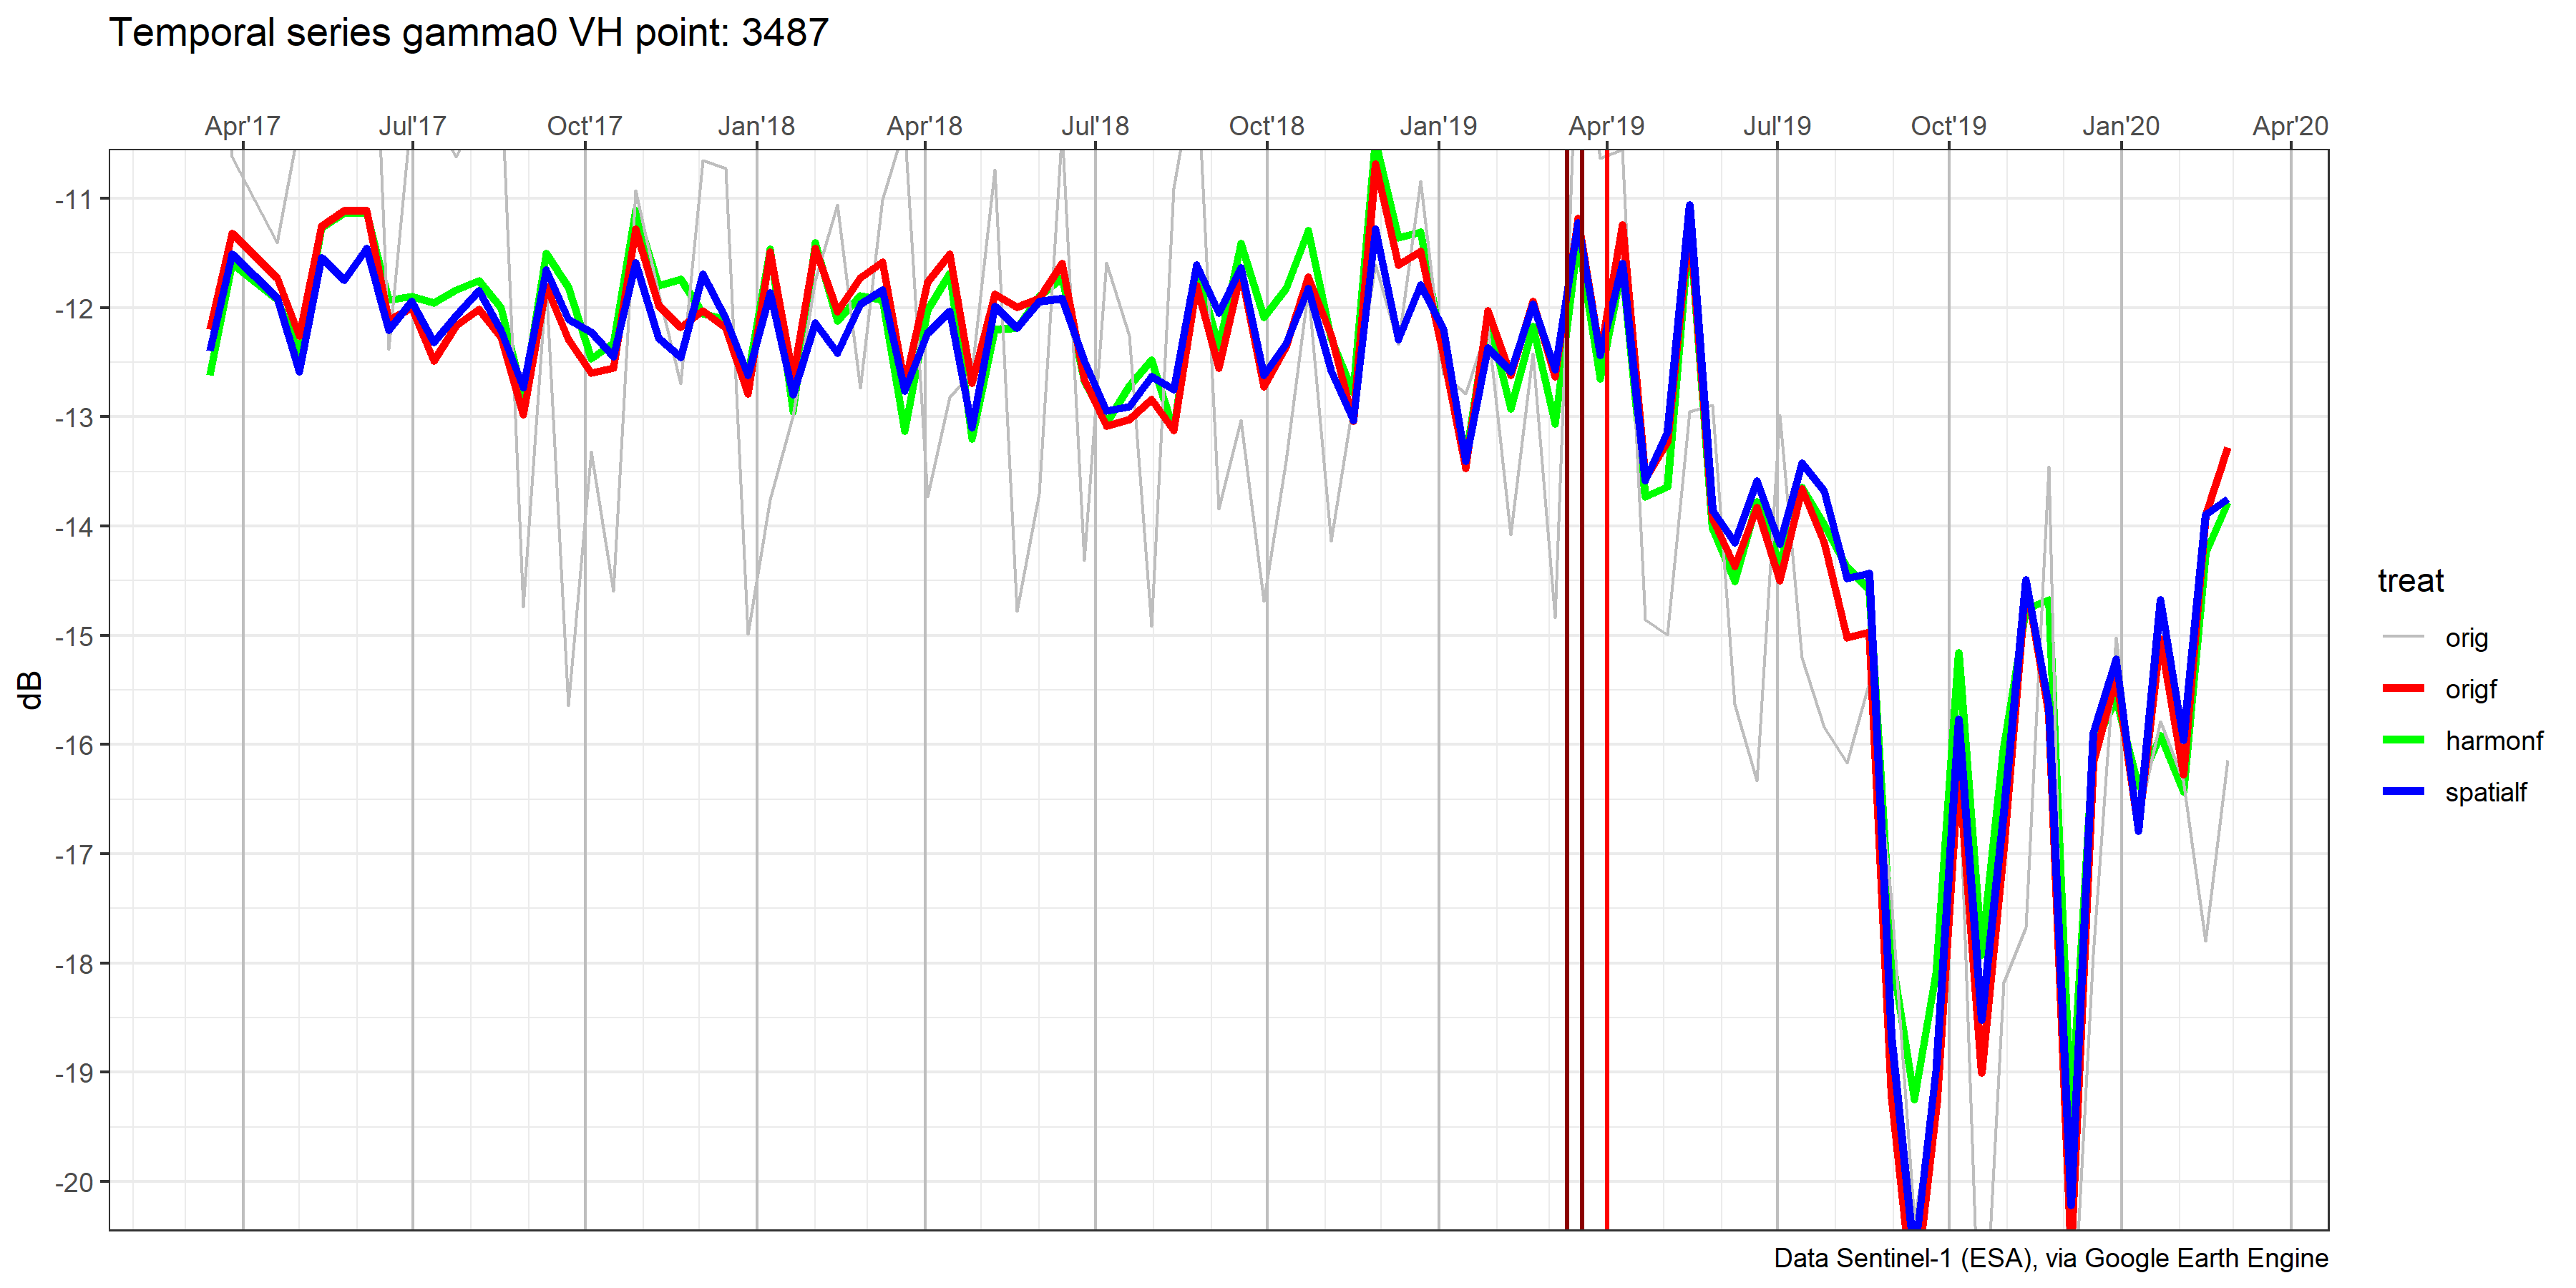 Temporal series gamma0 VH point: 3487
Apr'17 Jul'17 Oct'17 Jan'18 Apr'18 Jul'18 Oct'18 Jan'19 Apr'19 Jul'19 Oct'19 Jan'20 Apr'20
-11
-12
-13
-14
-15
-16
-17
-18
-19
-20
dB
treat
orig
origf
harmonf
spatialf
Data Sentinel-1 (ESA), via Google Earth Engine